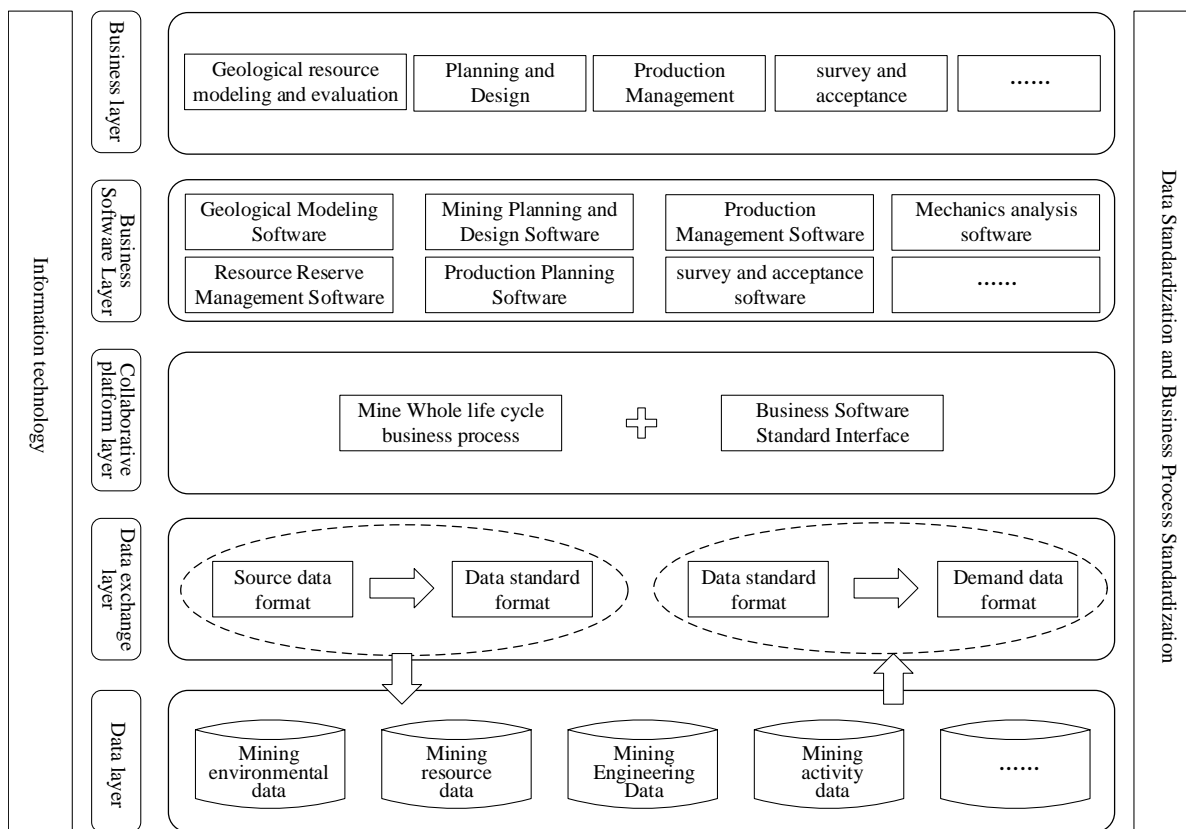 Information technology
Business layer
Geological resource
modeling and evaluation
Planning and
Design
Production
Management
survey and
acceptance
……
Business
Software Layer
Geological Modeling
Software
Mining Planning and
Design Software
Production
Management Software
Mechanics analysis
software
Resource Reserve
Management Software
Production Planning
Software
survey and acceptance
software
……
Collaborative
platform layer
Mine Whole life cycle
business process
Business Software
Standard Interface
Data exchange
layer
Source data
format
Data standard
format
Data standard
format
Demand data
format
Data layer
Mining
environmental
data
Mining
resource
data
Mining
Engineering
Data
Mining
activity
data
……
Data Standardization and Business Process Standardization